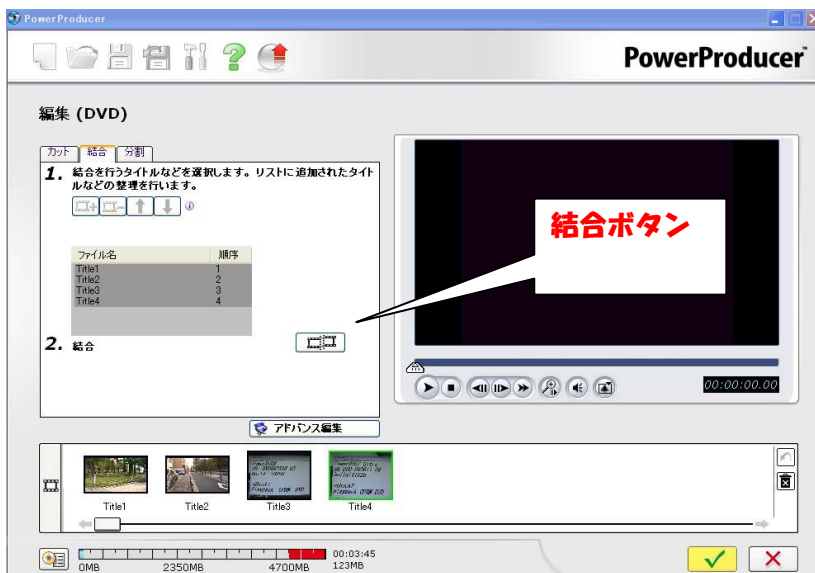 PowerProducer
PowerProducer
編集 (DVD)
カット 結合 分割
1. 結合を行うタイトルなどを選択します。リストに追加されたタイト
ルなどの整理を行います。
ファイル名 順序
Title1 1
Title2 2
Title3 3
Title4 4
2. 結合
結合ボタン
00:00:00.00
アドバンス編集
Title1 Title2 Title3 Title4
00:03:45
0MB 2350MB 4700MB 123MB